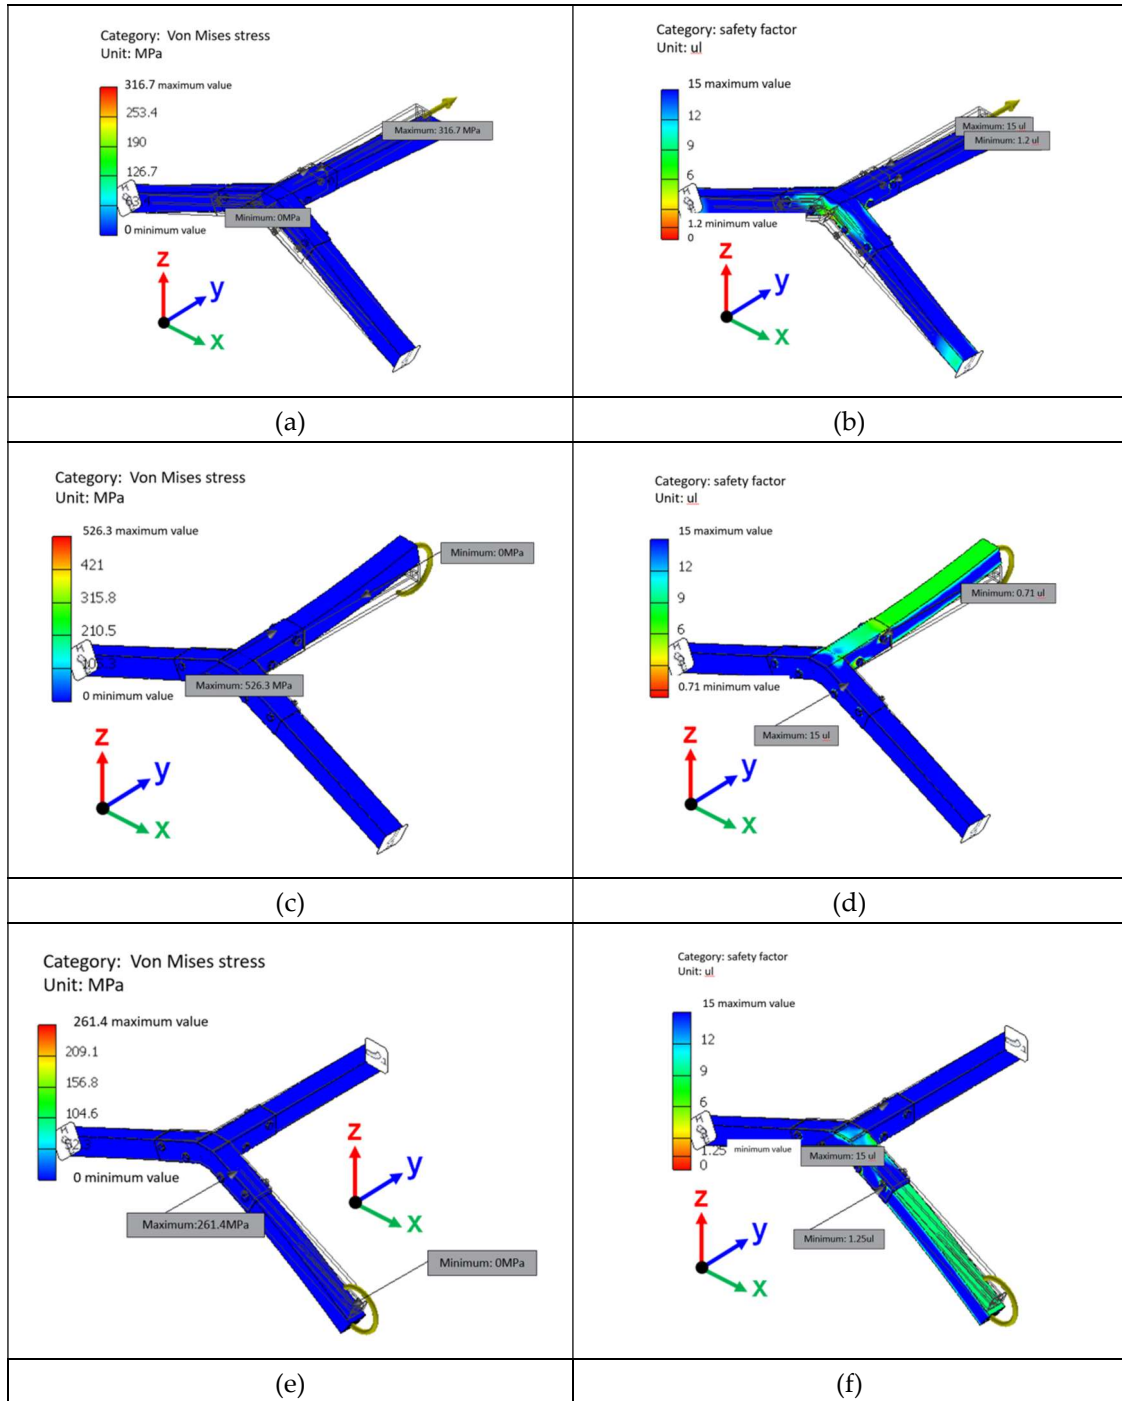 Category: Von Mises stress
Unit: MPa
316.7 maximum value
253.4
190
126.7
63
0 minimum value
Maximum: 316.7 MPa
Minimum: 0MPa
z
y
x
(a)
Category: safety factor
Unit: ul
15 maximum value
12
9
6
1.2 minimum value
0
Maximum: 15 ul
Minimum: 1.2 ul
z
y
x
(b)
Category: Von Mises stress
Unit: MPa
526.3 maximum value
421
315.8
210.5
0 minimum value
Minimum: 0MPa
Maximum: 526.3 MPa
z
y
x
(c)
Category: safety factor
Unit: ul
15 maximum value
12
9
6
0.71 minimum value
Minimum: 0.71 ul
Maximum: 15 ul
z
y
x
(d)
Category: Von Mises stress
Unit: MPa
261.4 maximum value
209.1
156.8
104.6
0 minimum value
Maximum:261.4MPa
Minimum: 0MPa
z
y
x
(e)
Category: safety factor
Unit: ul
15 maximum value
12
9
6
1.25 minimum value
0
Maximum: 15 ul
Minimum: 1.25ul
z
y
x
(f)